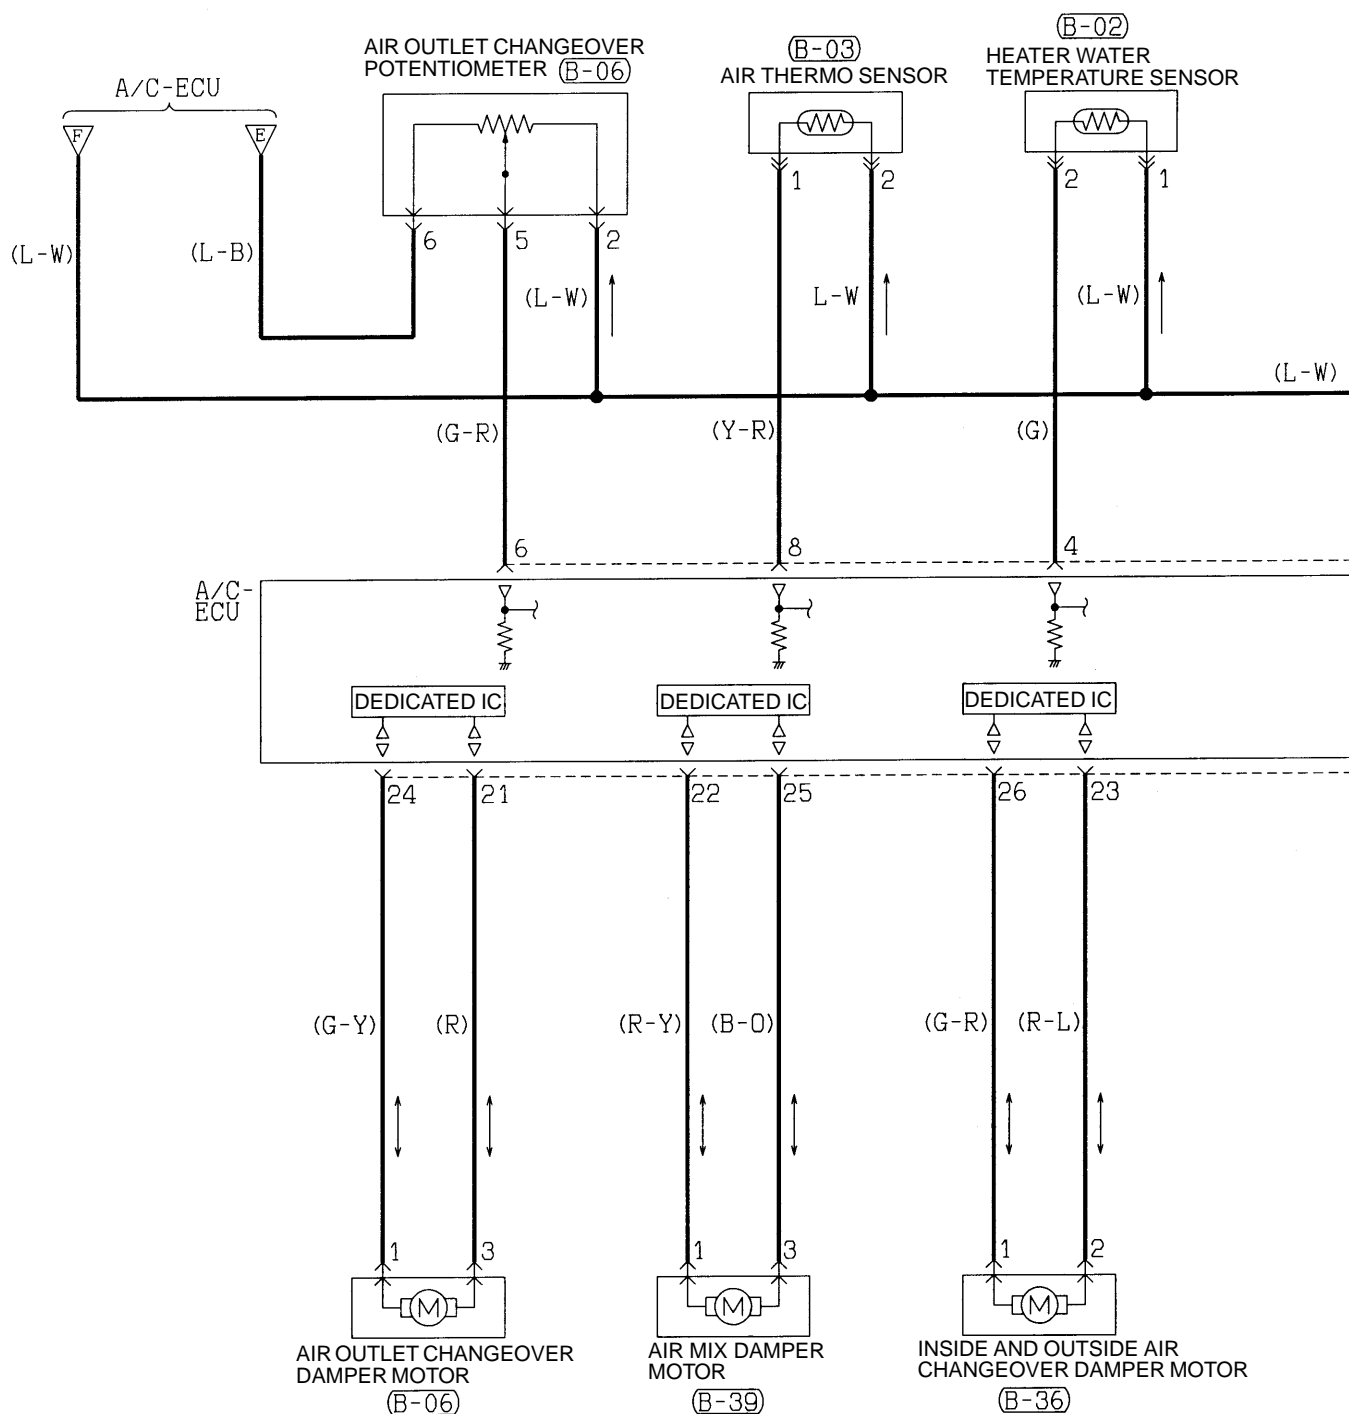 AIR OUTLET CHANGEOVER
POTENTIOMETER B-06
B-03
AIR THERMO SENSOR
B-02
HEATER WATER
TEMPERATURE SENSOR
A/C-ECU
F E
1 2 2 1
6 5 2
(L-W) (L-B) (L-W) L-W (L-W)
(L-W)
(G-R) (Y-R) (G)
6 8 4
A/C-
ECU
DEDICATED IC DEDICATED IC DEDICATED IC
24 21 22 25 26 23
(G-Y) (R) (R-Y) (B-O) (G-R) (R-L)
1 3 1 3 1 2
M M M
AIR OUTLET CHANGEOVER
DAMPER MOTOR
B-06
AIR MIX DAMPER
MOTOR
B-39
INSIDE AND OUTSIDE AIR
CHANGEOVER DAMPER MOTOR
B-36